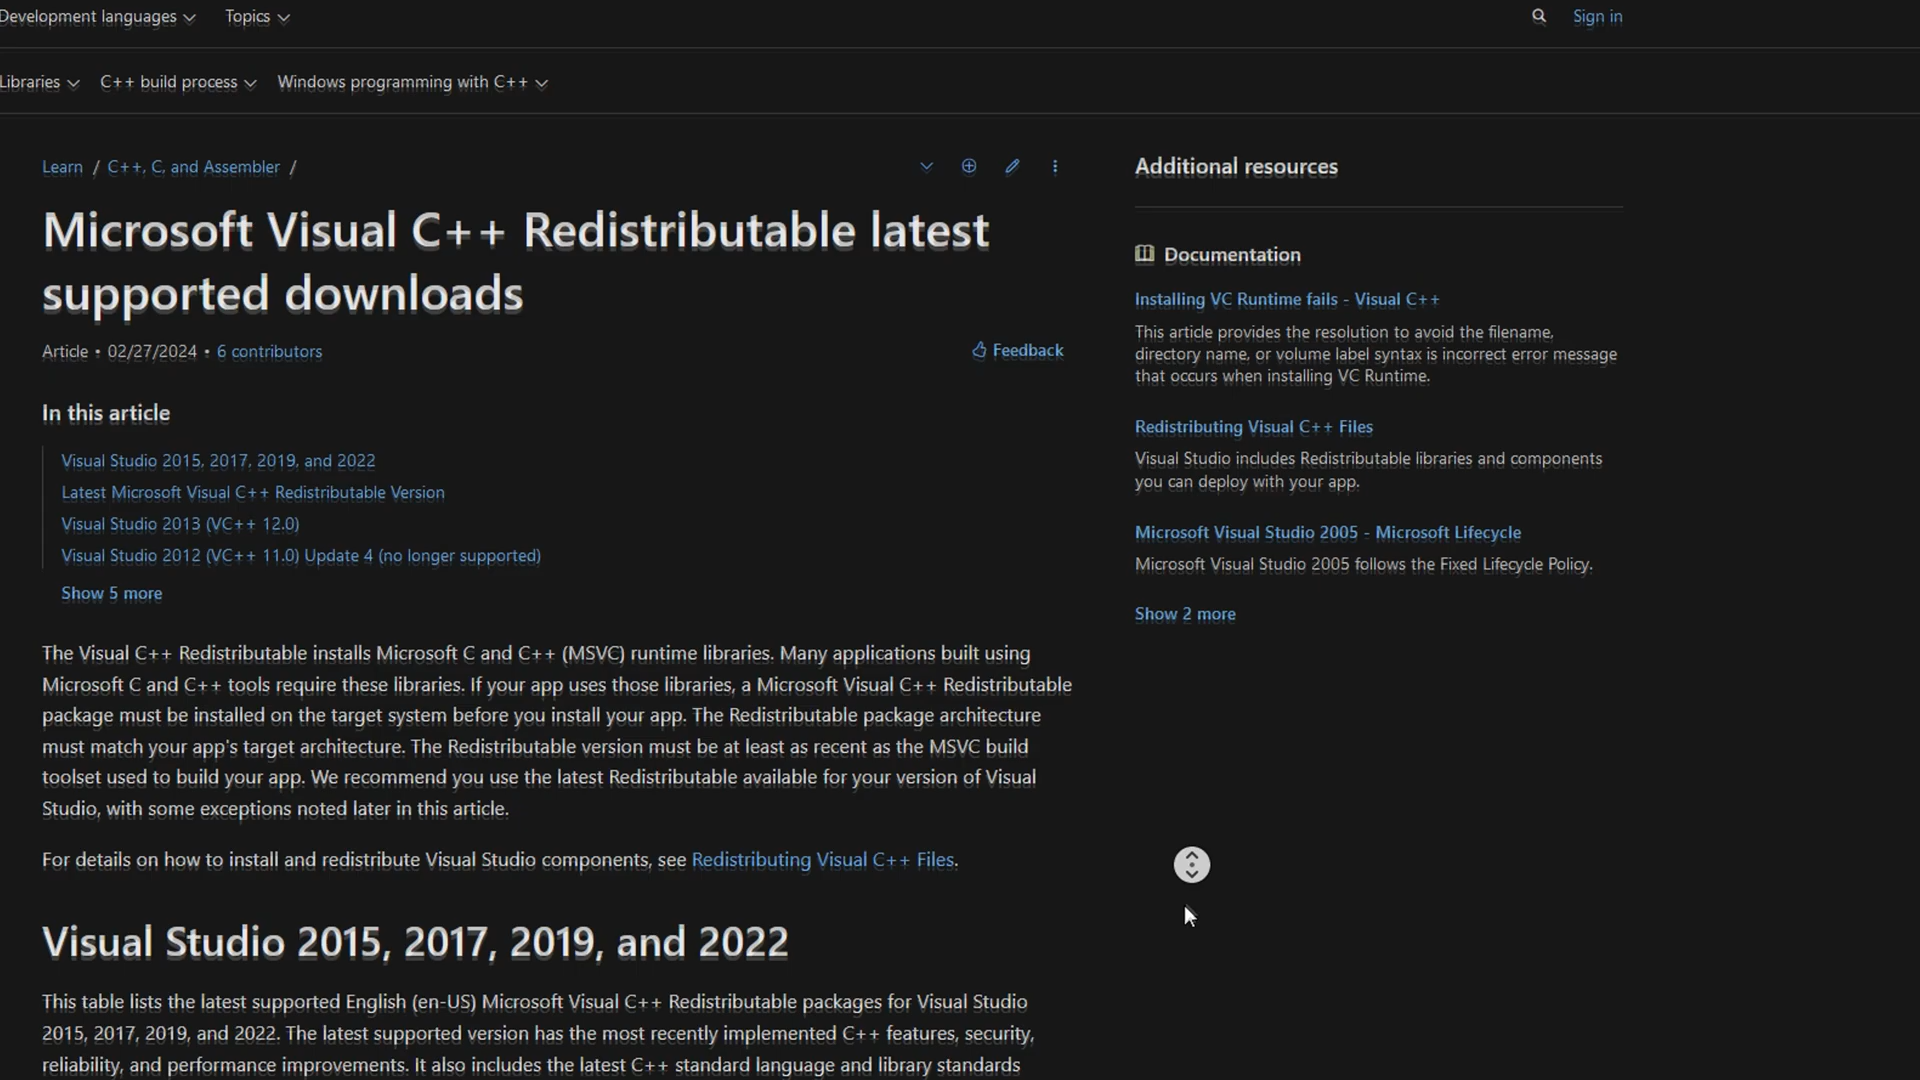 Development languages Topics Sign in
Libraries C++ build process Windows programming with C++
Learn / C++, C, and Assembler /
Microsoft Visual C++ Redistributable latest
supported downloads
Article • 02/27/2024 • 6 contributors
Feedback
In this article
Visual Studio 2015, 2017, 2019, and 2022
Latest Microsoft Visual C++ Redistributable Version
Visual Studio 2013 (VC++ 12.0)
Visual Studio 2012 (VC++ 11.0) Update 4 (no longer supported)
Show 5 more
The Visual C++ Redistributable installs Microsoft C and C++ (MSVC) runtime libraries. Many applications built using
Microsoft C and C++ tools require these libraries. If your app uses those libraries, a Microsoft Visual C++ Redistributable
package must be installed on the target system before you install your app. The Redistributable package architecture
must match your app's target architecture. The Redistributable version must be at least as recent as the MSVC build
toolset used to build your app. We recommend you use the latest Redistributable available for your version of Visual
Studio, with some exceptions noted later in this article.
For details on how to install and redistribute Visual Studio components, see Redistributing Visual C++ Files.
Visual Studio 2015, 2017, 2019, and 2022
This table lists the latest supported English (en-US) Microsoft Visual C++ Redistributable packages for Visual Studio
2015, 2017, 2019, and 2022. The latest supported version has the most recently implemented C++ features, security,
reliability, and performance improvements. It also includes the latest C++ standard language and library standards
Additional resources
Documentation
Installing VC Runtime fails - Visual C++
This article provides the resolution to avoid the filename,
directory name, or volume label syntax is incorrect error message
that occurs when installing VC Runtime.
Redistributing Visual C++ Files
Visual Studio includes Redistributable libraries and components
you can deploy with your app.
Microsoft Visual Studio 2005 - Microsoft Lifecycle
Microsoft Visual Studio 2005 follows the Fixed Lifecycle Policy.
Show 2 more